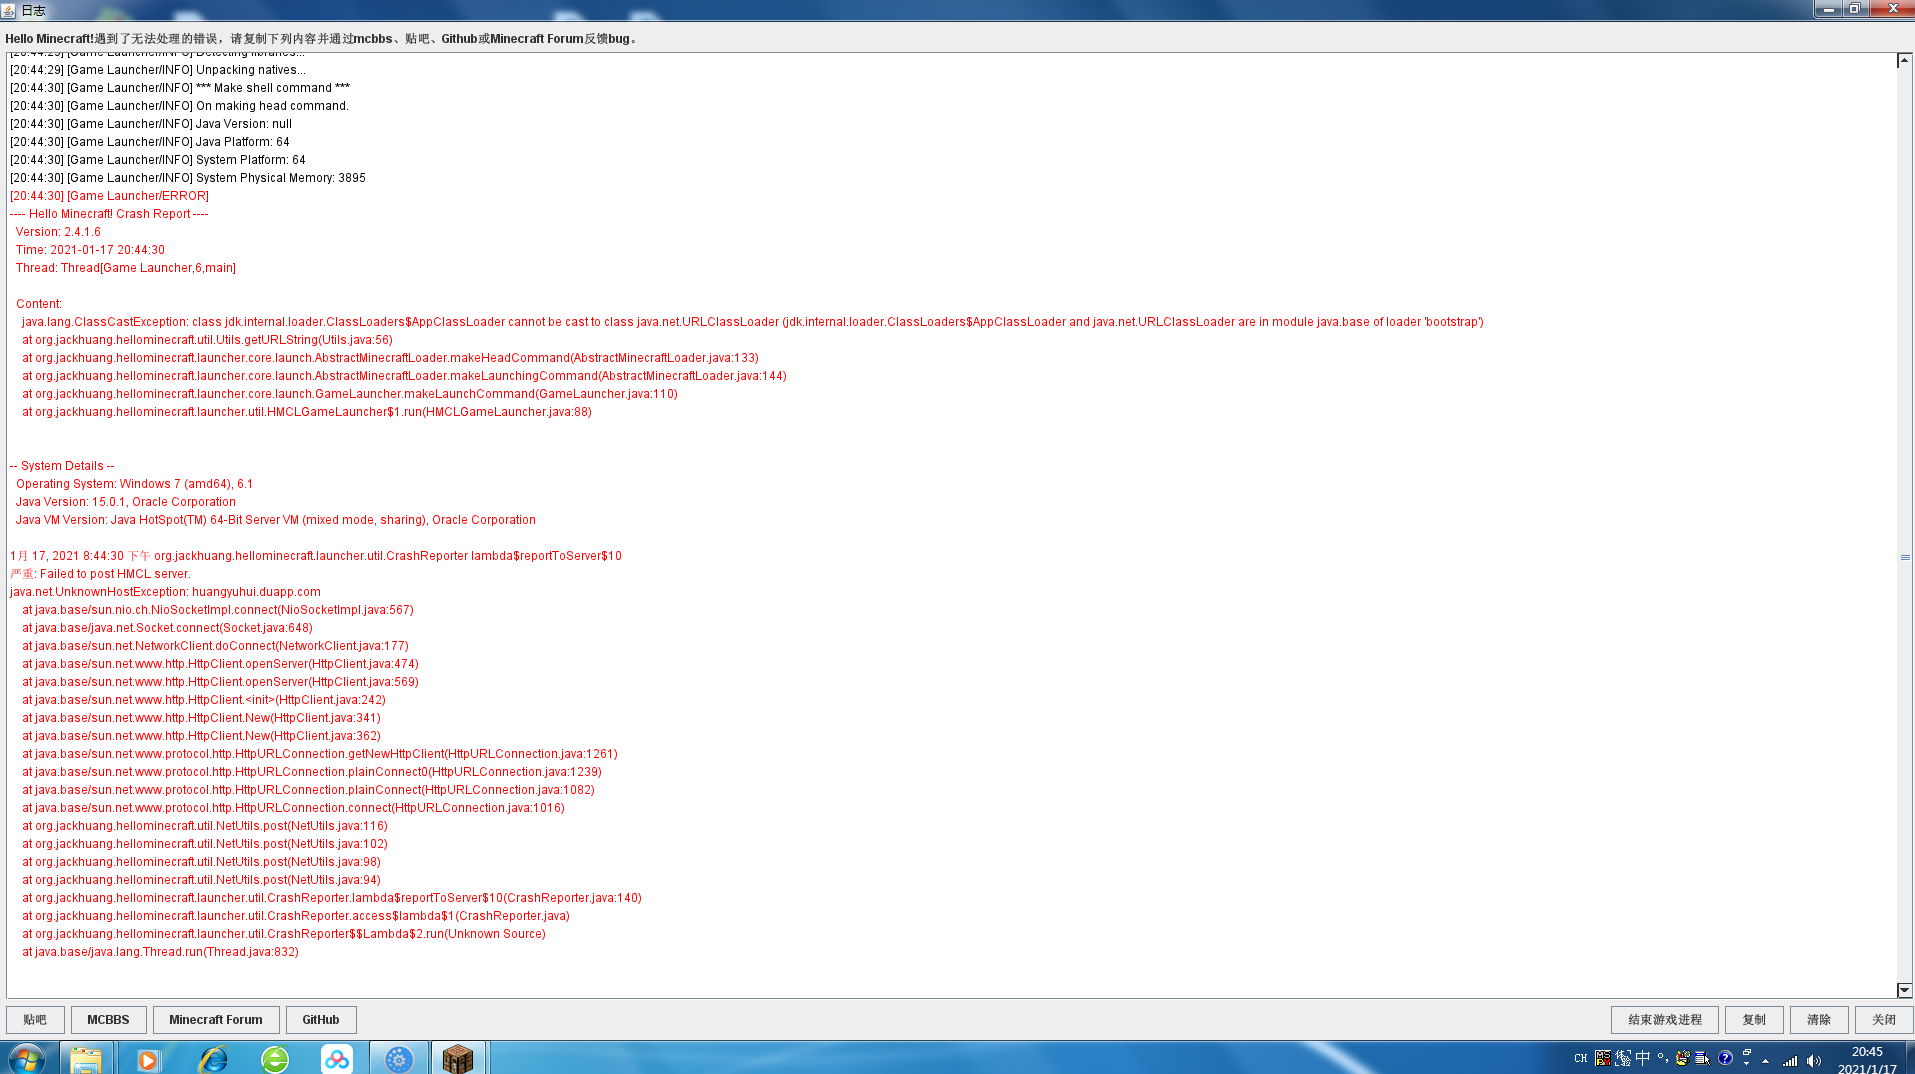 日志
Hello Minecraft!遇到了无法处理的错误，请复制下列内容并通过mcbbs、贴吧、Github或Minecraft Forum反馈bug。
[20:44:29] [Game Launcher/INFO] Detecting libraries...
[20:44:29] [Game Launcher/INFO] Unpacking natives...
[20:44:30] [Game Launcher/INFO] *** Make shell command ***
[20:44:30] [Game Launcher/INFO] On making head command.
[20:44:30] [Game Launcher/INFO] Java Version: null
[20:44:30] [Game Launcher/INFO] Java Platform: 64
[20:44:30] [Game Launcher/INFO] System Platform: 64
[20:44:30] [Game Launcher/INFO] System Physical Memory: 3895
[20:44:30] [Game Launcher/ERROR]
---- Hello Minecraft! Crash Report ----
Version: 2.4.1.6
Time: 2021-01-17 20:44:30
Thread: Thread[Game Launcher,6,main]
Content:
java.lang.ClassCastException: class jdk.internal.loader.ClassLoaders$AppClassLoader cannot be cast to class java.net.URLClassLoader (jdk.internal.loader.ClassLoaders$AppClassLoader and java.net.URLClassLoader are in module java.base of loader 'bootstrap')
at org.jackhuang.hellominecraft.util.Utils.getURLString(Utils.java:56)
at org.jackhuang.hellominecraft.launcher.core.launch.AbstractMinecraftLoader.makeHeadCommand(AbstractMinecraftLoader.java:133)
at org.jackhuang.hellominecraft.launcher.core.launch.AbstractMinecraftLoader.makeLaunchingCommand(AbstractMinecraftLoader.java:144)
at org.jackhuang.hellominecraft.launcher.core.launch.GameLauncher.makeLaunchCommand(GameLauncher.java:110)
at org.jackhuang.hellominecraft.launcher.util.HMCLGameLauncher$1.run(HMCLGameLauncher.java:88)
-- System Details --
Operating System: Windows 7 (amd64), 6.1
Java Version: 15.0.1, Oracle Corporation
Java VM Version: Java HotSpot(TM) 64-Bit Server VM (mixed mode, sharing), Oracle Corporation
1月 17, 2021 8:44:30 下午 org.jackhuang.hellominecraft.launcher.util.CrashReporter lambda$reportToServer$10
严重: Failed to post HMCL server.
java.net.UnknownHostException: huangyuhui.duapp.com
at java.base/sun.nio.ch.NioSocketImpl.connect(NioSocketImpl.java:567)
at java.base/java.net.Socket.connect(Socket.java:648)
at java.base/sun.net.NetworkClient.doConnect(NetworkClient.java:177)
at java.base/sun.net.www.http.HttpClient.openServer(HttpClient.java:474)
at java.base/sun.net.www.http.HttpClient.openServer(HttpClient.java:569)
at java.base/sun.net.www.http.HttpClient.<init>(HttpClient.java:242)
at java.base/sun.net.www.http.HttpClient.New(HttpClient.java:341)
at java.base/sun.net.www.http.HttpClient.New(HttpClient.java:362)
at java.base/sun.net.www.protocol.http.HttpURLConnection.getNewHttpClient(HttpURLConnection.java:1261)
at java.base/sun.net.www.protocol.http.HttpURLConnection.plainConnect0(HttpURLConnection.java:1239)
at java.base/sun.net.www.protocol.http.HttpURLConnection.plainConnect(HttpURLConnection.java:1082)
at java.base/sun.net.www.protocol.http.HttpURLConnection.connect(HttpURLConnection.java:1016)
at org.jackhuang.hellominecraft.util.NetUtils.post(NetUtils.java:116)
at org.jackhuang.hellominecraft.util.NetUtils.post(NetUtils.java:102)
at org.jackhuang.hellominecraft.util.NetUtils.post(NetUtils.java:98)
at org.jackhuang.hellominecraft.util.NetUtils.post(NetUtils.java:94)
at org.jackhuang.hellominecraft.launcher.util.CrashReporter.lambda$reportToServer$10(CrashReporter.java:140)
at org.jackhuang.hellominecraft.launcher.util.CrashReporter.access$lambda$1(CrashReporter.java)
at org.jackhuang.hellominecraft.launcher.util.CrashReporter$$Lambda$2.run(Unknown Source)
at java.base/java.lang.Thread.run(Thread.java:832)
贴吧 MCBBS Minecraft Forum GitHub 结束游戏进程 复制 清除 关闭
CH 中 20:45
2021/1/17